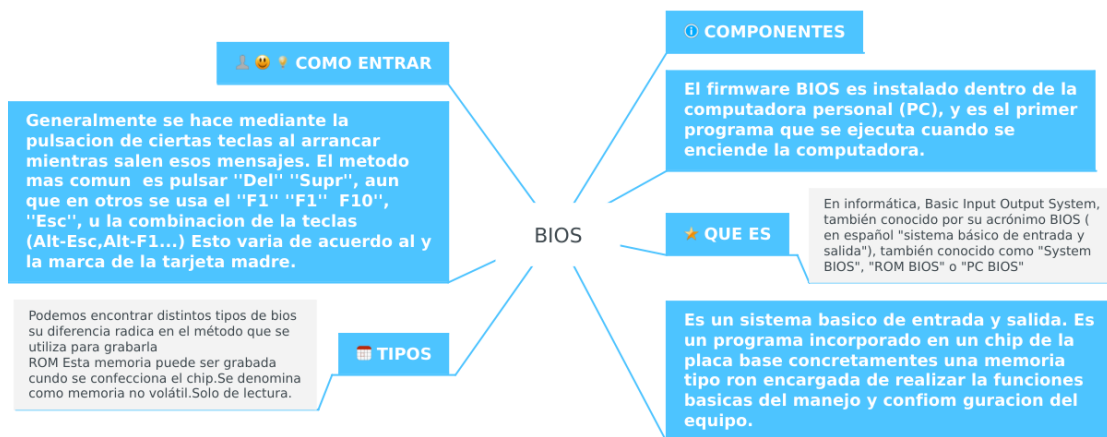 COMO ENTRAR
Generalmente se hace mediante la
pulsacion de ciertas teclas al arrancar
mientras salen esos mensajes. El metodo
mas comun  es pulsar ''Del'' ''Supr'', aun
que en otros se usa el ''F1'' ''F1''  F10'',
''Esc'', u la combinacion de la teclas
(Alt-Esc,Alt-F1...) Esto varia de acuerdo al y
la marca de la tarjeta madre.
Podemos encontrar distintos tipos de bios
su diferencia radica en el método que se
utiliza para grabarla
ROM Esta memoria puede ser grabada
cundo se confecciona el chip.Se denomina
como memoria no volátil.Solo de lectura.
TIPOS
BIOS
COMPONENTES
El firmware BIOS es instalado dentro de la
computadora personal (PC), y es el primer
programa que se ejecuta cuando se
enciende la computadora.
QUE ES
En informática, Basic Input Output System,
también conocido por su acrónimo BIOS (
en español "sistema básico de entrada y
salida"), también conocido como "System
BIOS", "ROM BIOS" o "PC BIOS"
Es un sistema basico de entrada y salida. Es
un programa incorporado en un chip de la
placa base concretamentes una memoria
tipo ron encargada de realizar la funciones
basicas del manejo y confiom guracion del
equipo.